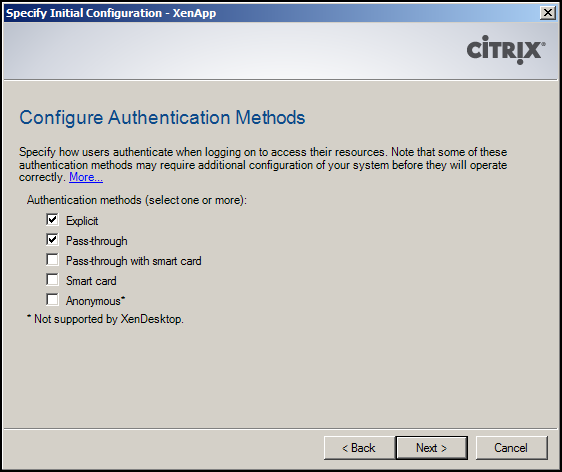 Specify Initial Configuration - XenApp
CITRIX®
Configure Authentication Methods
Specify how users authenticate when logging on to access their resources. Note that some of these
authentication methods may require additional configuration of your system before they will operate
correctly. More...
Authentication methods (select one or more):
Explicit
Pass-through
Pass-through with smart card
Smart card
Anonymous*
* Not supported by XenDesktop.
< Back Next > Cancel